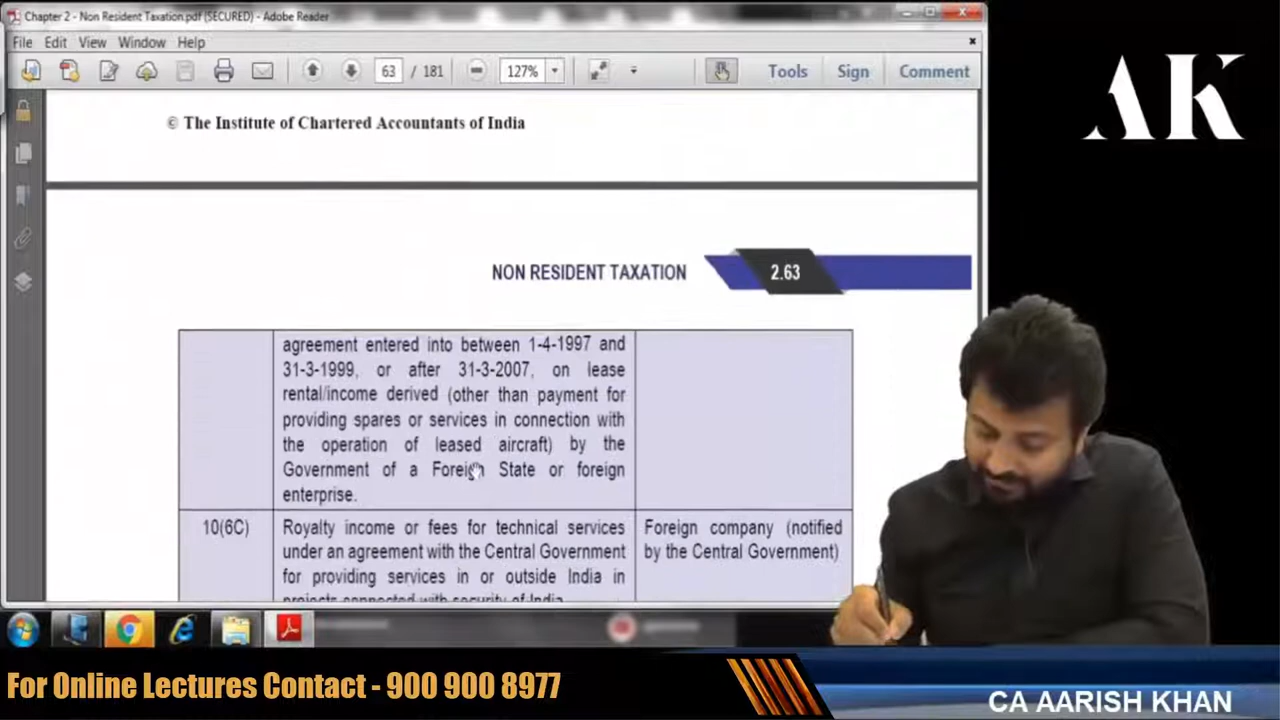 Chapter 2 - Non Resident Taxation.pdf (SECURED) - Adobe Reader
File Edit View Window Help
63 / 181 127% Tools Sign Comment
AK
© The Institute of Chartered Accountants of India
NON RESIDENT TAXATION 2.63
agreement entered into between 1-4-1997 and
31-3-1999, or after 31-3-2007, on lease
rental/income derived (other than payment for
providing spares or services in connection with
the operation of leased aircraft) by the
Government of a Foreign State or foreign
enterprise.
10(6C) Royalty income or fees for technical services Foreign company (notified
under an agreement with the Central Government by the Central Government)
for providing services in or outside India in
projects connected with security of India
For Online Lectures Contact - 900 900 8977
CA AARISH KHAN